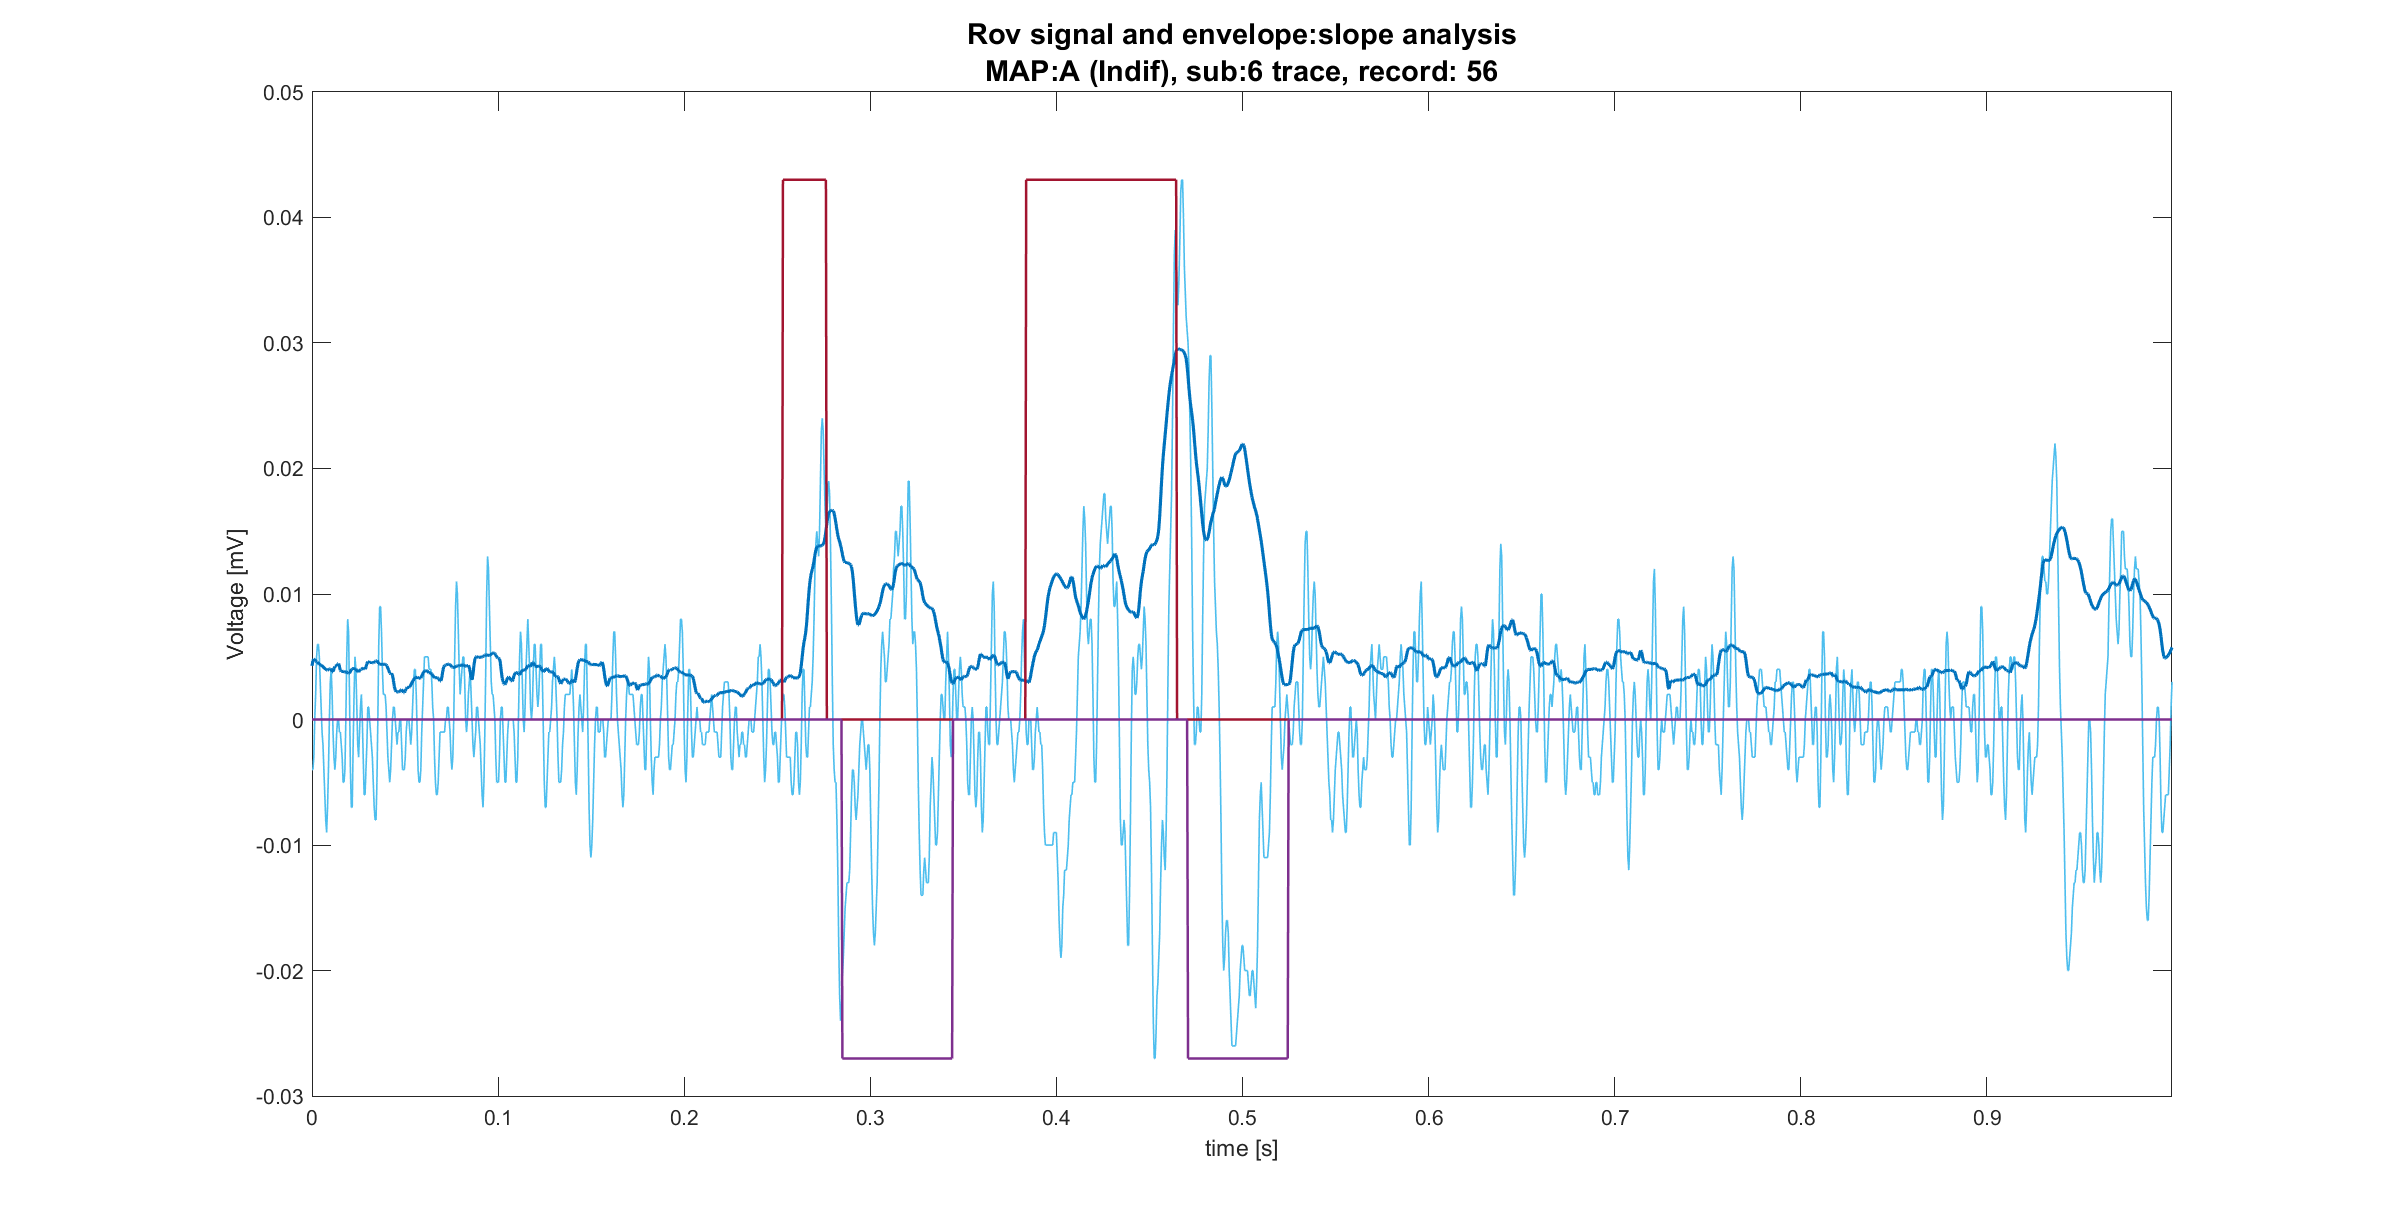 Rov signal and envelope:slope analysis
MAP:A (Indif), sub:6 trace, record: 56
0.05
0.04
0.03
0.02
0.01
0
-0.01
-0.02
-0.03
Voltage [mV]
0 0.1 0.2 0.3 0.4 0.5 0.6 0.7 0.8 0.9
time [s]